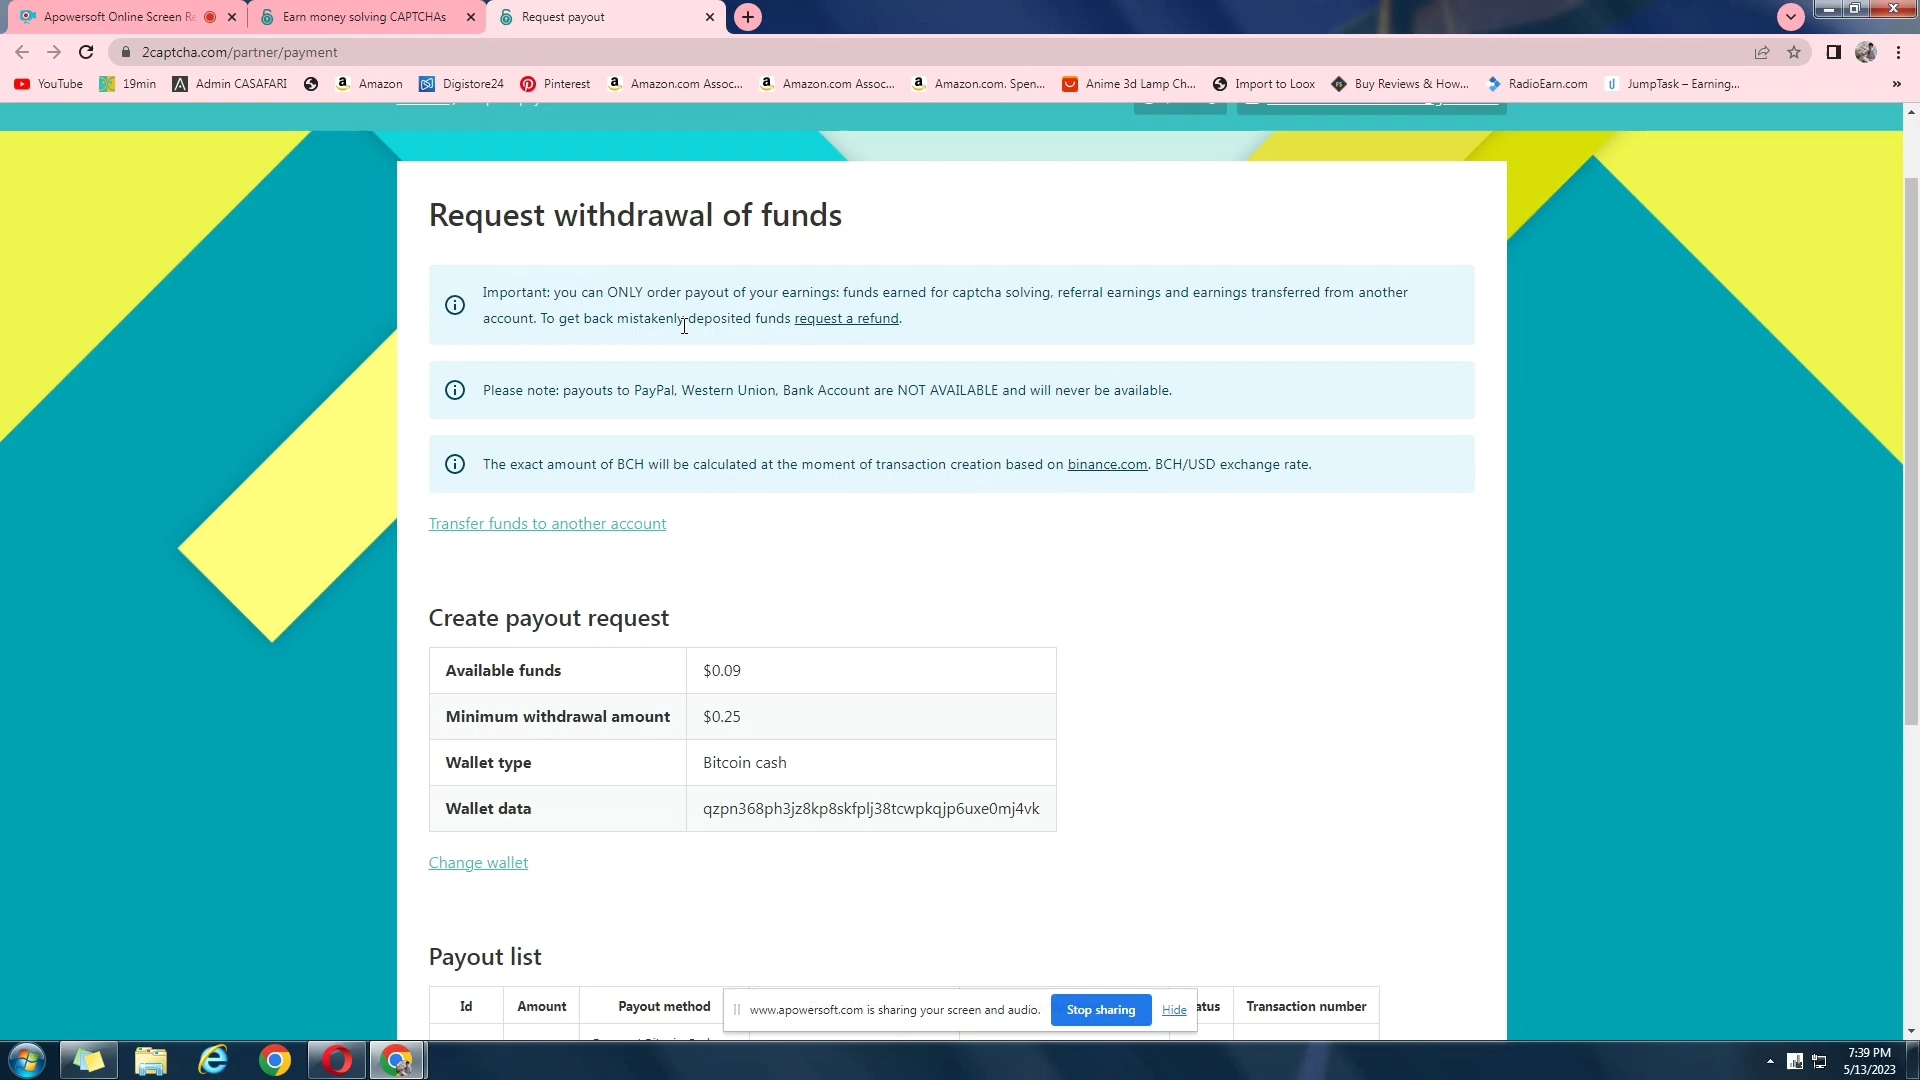 Apowersoft Online Screen Re
Earn money solving CAPTCHAs
Request payout
2captcha.com/partner/payment
YouTube
19min
Admin CASAFARI
Amazon
Digistore24
Pinterest
Amazon.com Assoc...
Amazon.com Assoc...
Amazon.com. Spen...
Anime 3d Lamp Ch...
Import to Loox
Buy Reviews & How...
RadioEarn.com
JumpTask – Earning...
»
Request withdrawal of funds
Important: you can ONLY order payout of your earnings: funds earned for captcha solving, referral earnings and earnings transferred from another
account. To get back mistakenly deposited funds request a refund.
Please note: payouts to PayPal, Western Union, Bank Account are NOT AVAILABLE and will never be available.
The exact amount of BCH will be calculated at the moment of transaction creation based on binance.com. BCH/USD exchange rate.
Transfer funds to another account
Create payout request
Available funds $0.09
Minimum withdrawal amount $0.25
Wallet type Bitcoin cash
Wallet data qzpn368ph3jz8kp8skfplj38tcwpkqjp6uxe0mj4vk
Change wallet
Payout list
Id Amount Payout method atus Transaction number
www.apowersoft.com is sharing your screen and audio. Stop sharing Hide
7:39 PM
5/13/2023